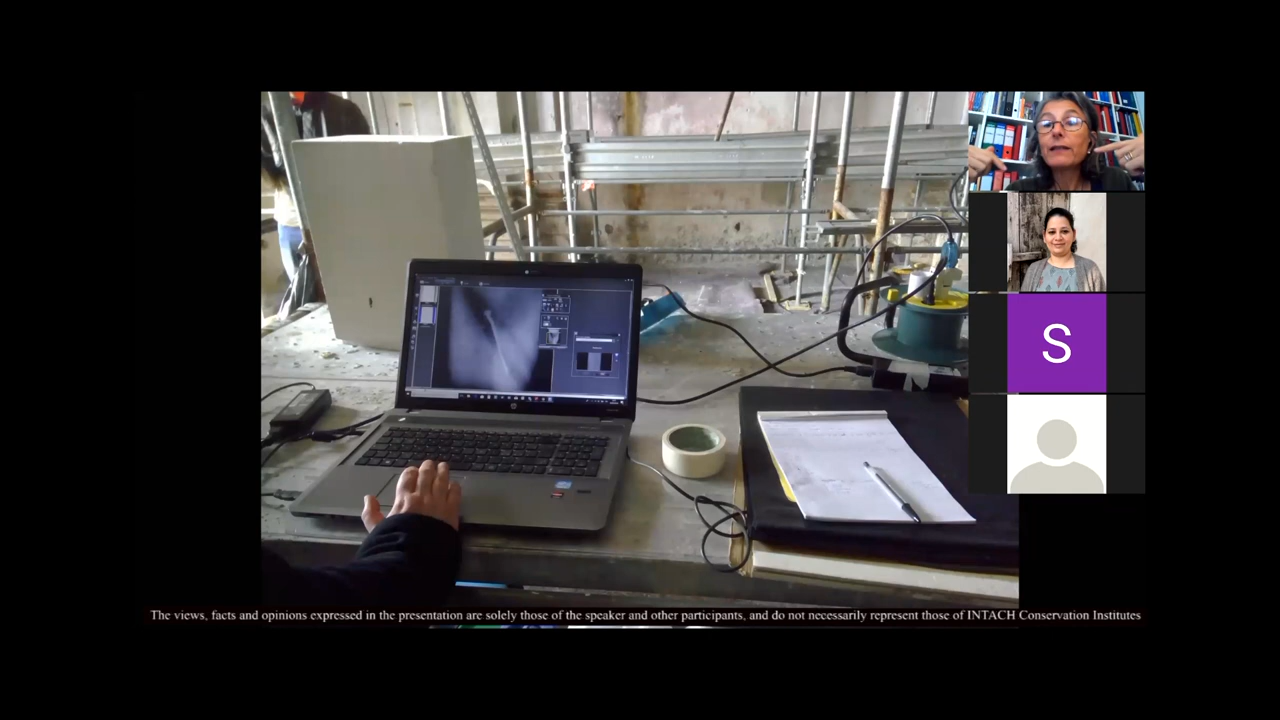 S
The views, facts and opinions expressed in the presentation are solely those of the speaker and other participants, and do not necessarily represent those of INTACH Conservation Institutes